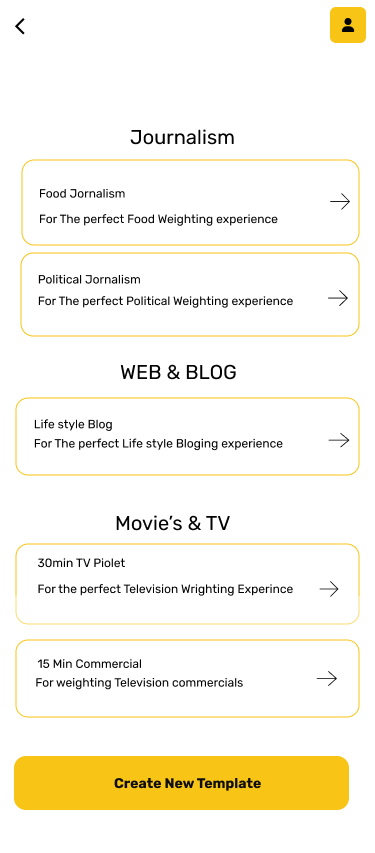 Journalism
Food Jornalism
For The perfect Food Weighting experience
Political Jornalism
For The perfect Political Weighting experience
WEB & BLOG
Life style Blog
For The perfect Life style Bloging experience
Movie’s & TV
30min TV Piolet
For the perfect Television Wrighting Experince
15 Min Commercial
For weighting Television commercials
Create New Template